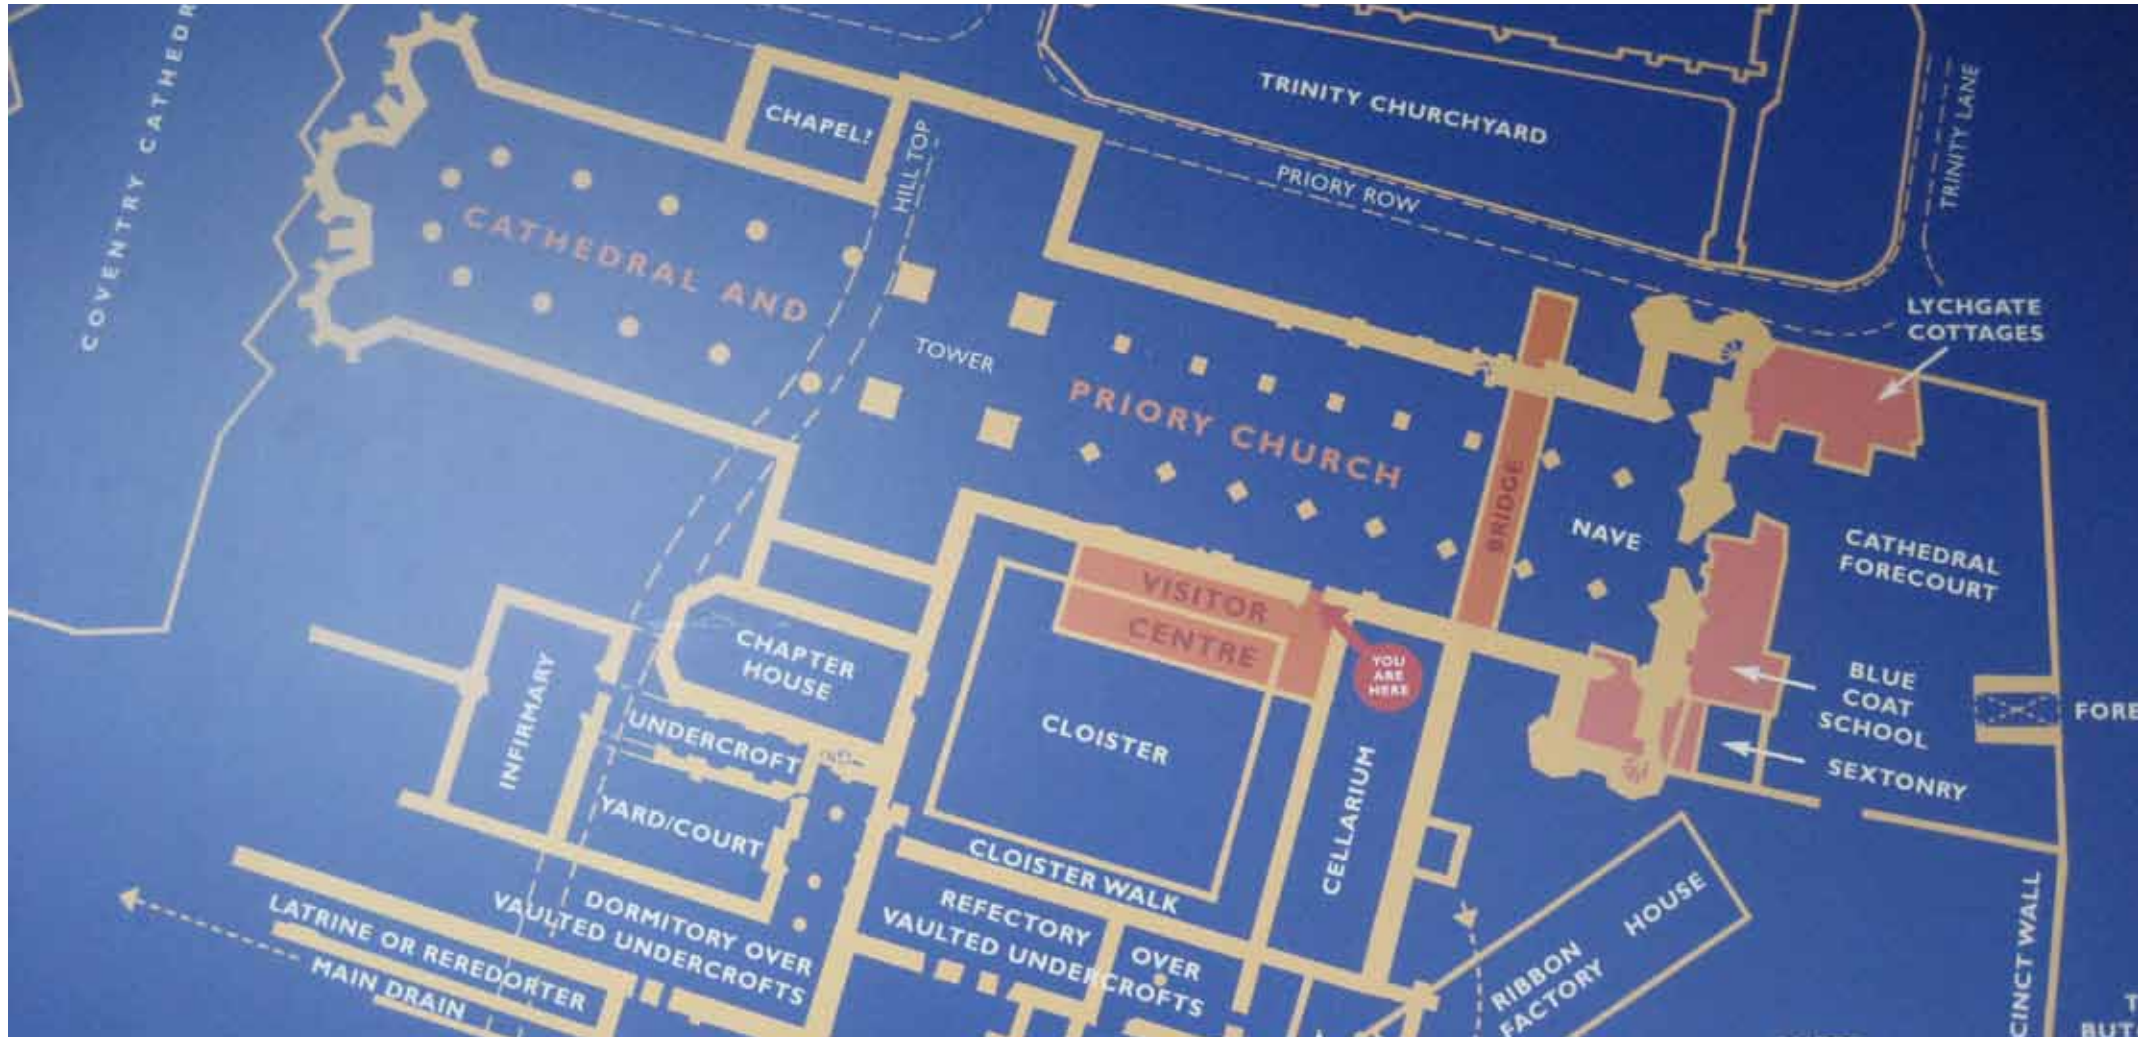 COVENTRY CATHEDR
CHAPEL?
HILL TOP
TRINITY CHURCHYARD
PRIORY ROW
TRINITY LANE
CATHEDRAL AND
TOWER
PRIORY CHURCH
BRIDGE
NAVE
LYCHGATE
COTTAGES
CATHEDRAL
FORECOURT
VISITOR
CENTRE
YOU
ARE
HERE
BLUE
COAT
SCHOOL
SEXTONRY
FORE
CHAPTER
HOUSE
INFIRMARY
UNDERCROFT
YARD/COURT
CLOISTER
CELLARIUM
CLOISTER WALK
REFECTORY OVER
VAULTED UNDERCROFTS
DORMITORY OVER
VAULTED UNDERCROFTS
LATRINE OR REREDORTER
MAIN DRAIN
RIBBON HOUSE
FACTORY
CINCT WALL
BUT